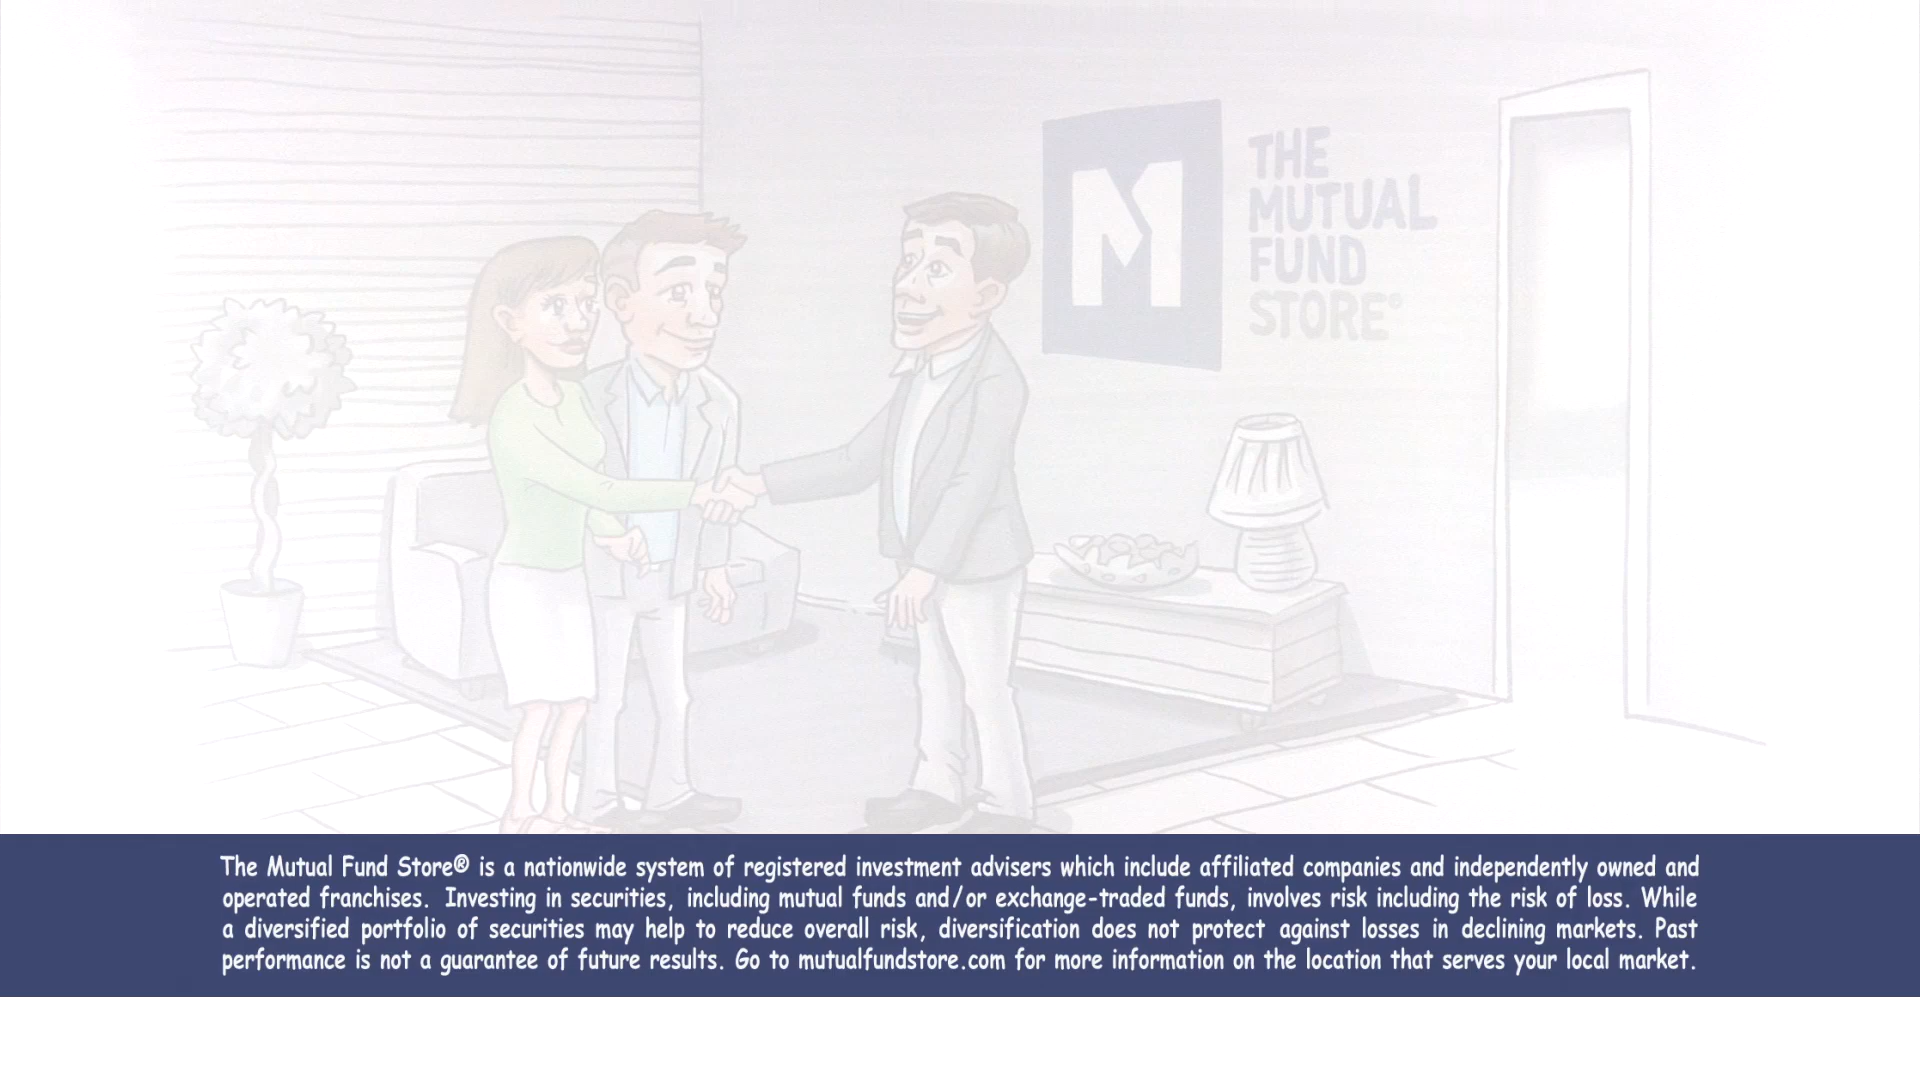 M
THE
MUTUAL
FUND
STORE®
The Mutual Fund Store® is a nationwide system of registered investment advisers which include affiliated companies and independently owned and
operated franchises. Investing in securities, including mutual funds and/or exchange-traded funds, involves risk including the risk of loss. While
a diversified portfolio of securities may help to reduce overall risk, diversification does not protect against losses in declining markets. Past
performance is not a guarantee of future results. Go to mutualfundstore.com for more information on the location that serves your local market.